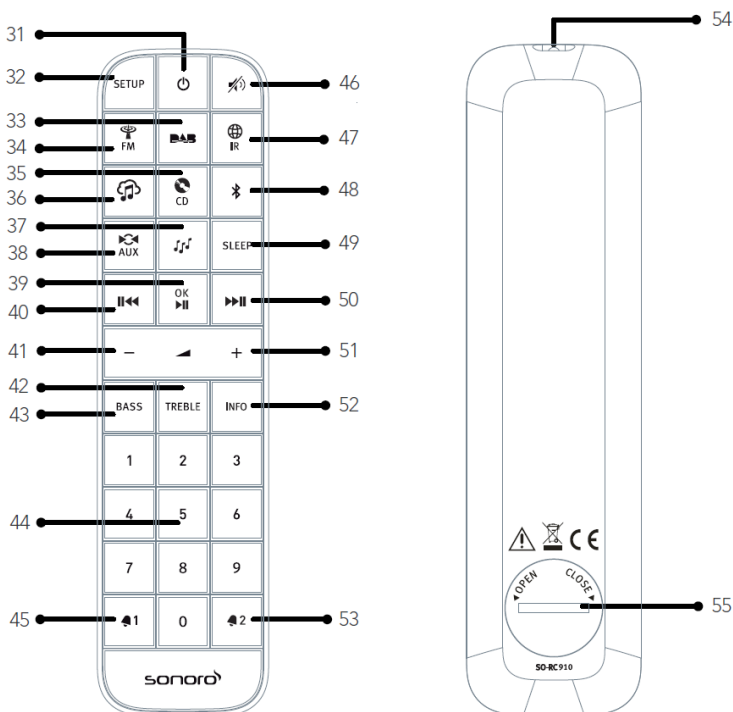 54
31
32
SETUP
46
33
34
FM
DAB
IR
47
35
36
CD
48
37
38
AUX
SLEEP
49
39
40
OK
50
41
−
+
51
42
43
BASS
TREBLE
INFO
52
1
2
3
44
4
5
6
7
8
9
45
1
0
2
53
sonoro
CE
OPEN
CLOSE
55
SO-RC910